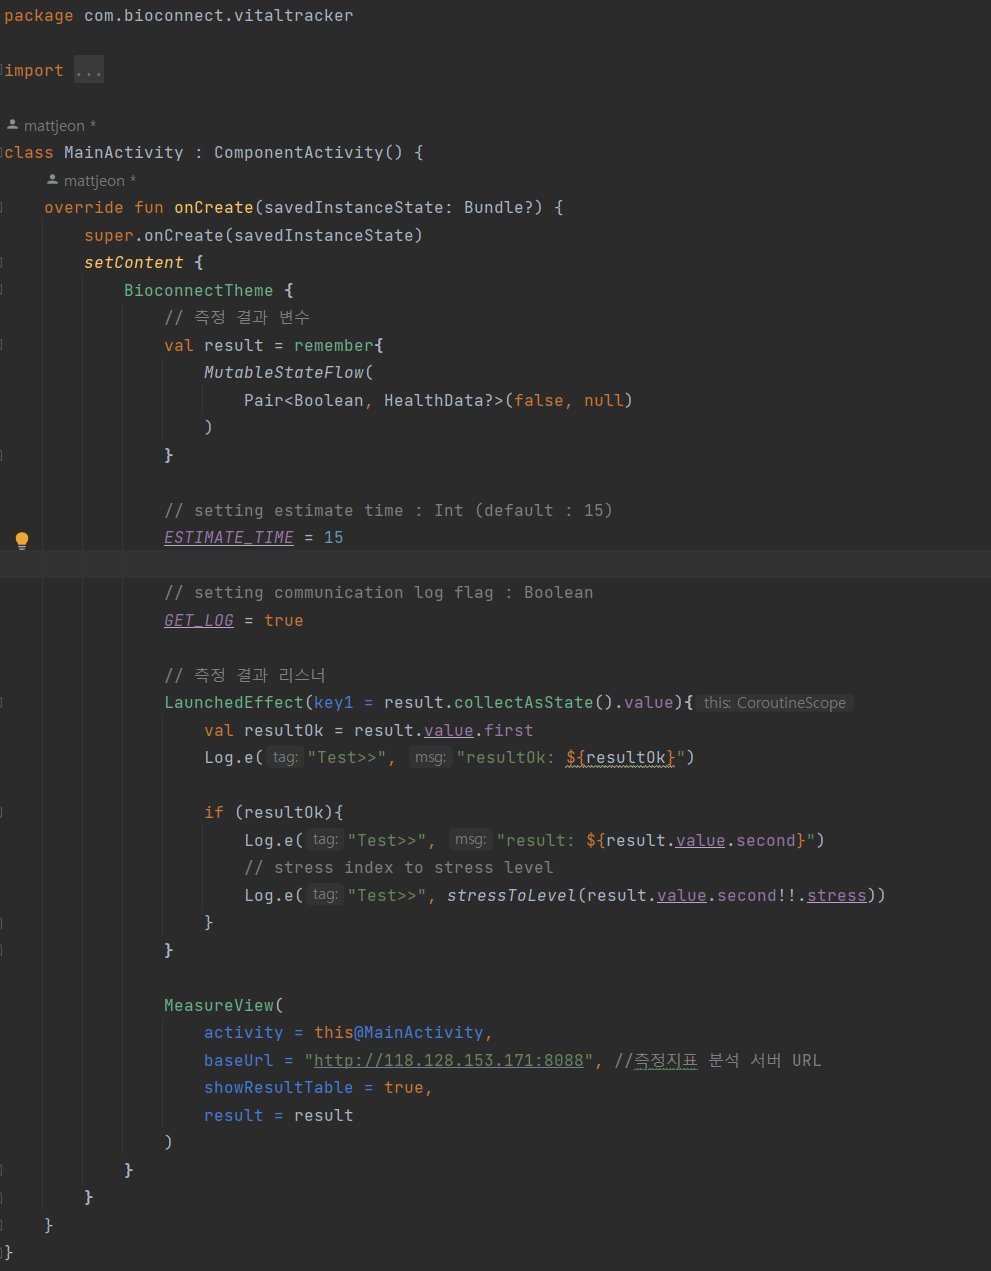 package com.bioconnect.vitaltracker
import ...
mattjeon *
class MainActivity : ComponentActivity() {
mattjeon *
override fun onCreate(savedInstanceState: Bundle?) {
super.onCreate(savedInstanceState)
setContent {
BioconnectTheme {
// 측정 결과 변수
val result = remember{
MutableStateFlow(
Pair<Boolean, HealthData?>(false, null)
)
}
// setting estimate time : Int (default : 15)
ESTIMATE_TIME = 15
// setting communication log flag : Boolean
GET_LOG = true
// 측정 결과 리스너
LaunchedEffect(key1 = result.collectAsState().value){ this: CoroutineScope
val resultOk = result.value.first
Log.e( tag: "Test>>", msg: "resultOk: ${resultOk}")
if (resultOk){
Log.e( tag: "Test>>", msg: "result: ${result.value.second}")
// stress index to stress level
Log.e( tag: "Test>>", stressToLevel(result.value.second!!.stress))
}
}
MeasureView(
activity = this@MainActivity,
baseUrl = "http://118.128.153.171:8088", //측정지표 분석 서버 URL
showResultTable = true,
result = result
)
}
}
}
}